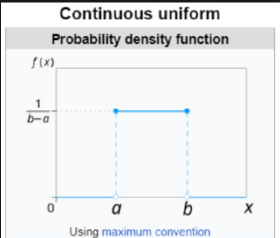 Continuous uniform
Probability density function
f(x)
1
b–a
0 a b x
Using maximum convention